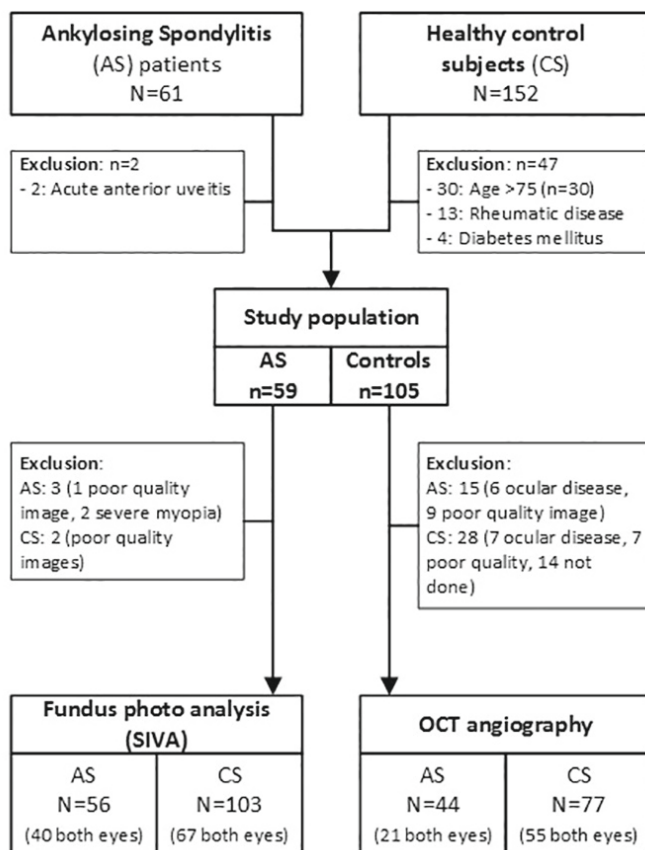 Ankylosing Spondylitis
(AS) patients
N=61
Healthy control
subjects (CS)
N=152
Exclusion: n=2
- 2: Acute anterior uveitis
Exclusion: n=47
- 30: Age >75 (n=30)
- 13: Rheumatic disease
- 4: Diabetes mellitus
Study population
AS
n=59
Controls
n=105
Exclusion:
AS: 3 (1 poor quality
image, 2 severe myopia)
CS: 2 (poor quality
images)
Exclusion:
AS: 15 (6 ocular disease,
9 poor quality image)
CS: 28 (7 ocular disease, 7
poor quality, 14 not
done)
Fundus photo analysis
(SIVA)
AS
N=56
(40 both eyes)
CS
N=103
(67 both eyes)
OCT angiography
AS
N=44
(21 both eyes)
CS
N=77
(55 both eyes)